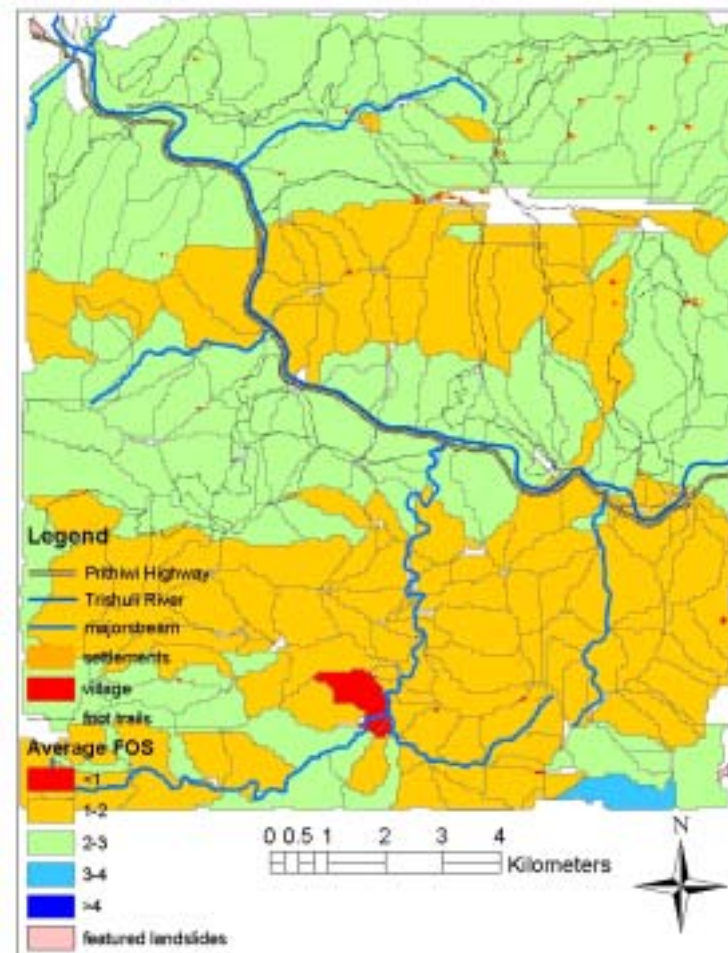 Legend
Prithiwi Highway
Trishuli River
majorstream
settlements
village
foot trails
Average FOS
<1
1-2
2-3
3-4
>4
featured landslides
0 0.5 1 2 3 4
Kilometers
N